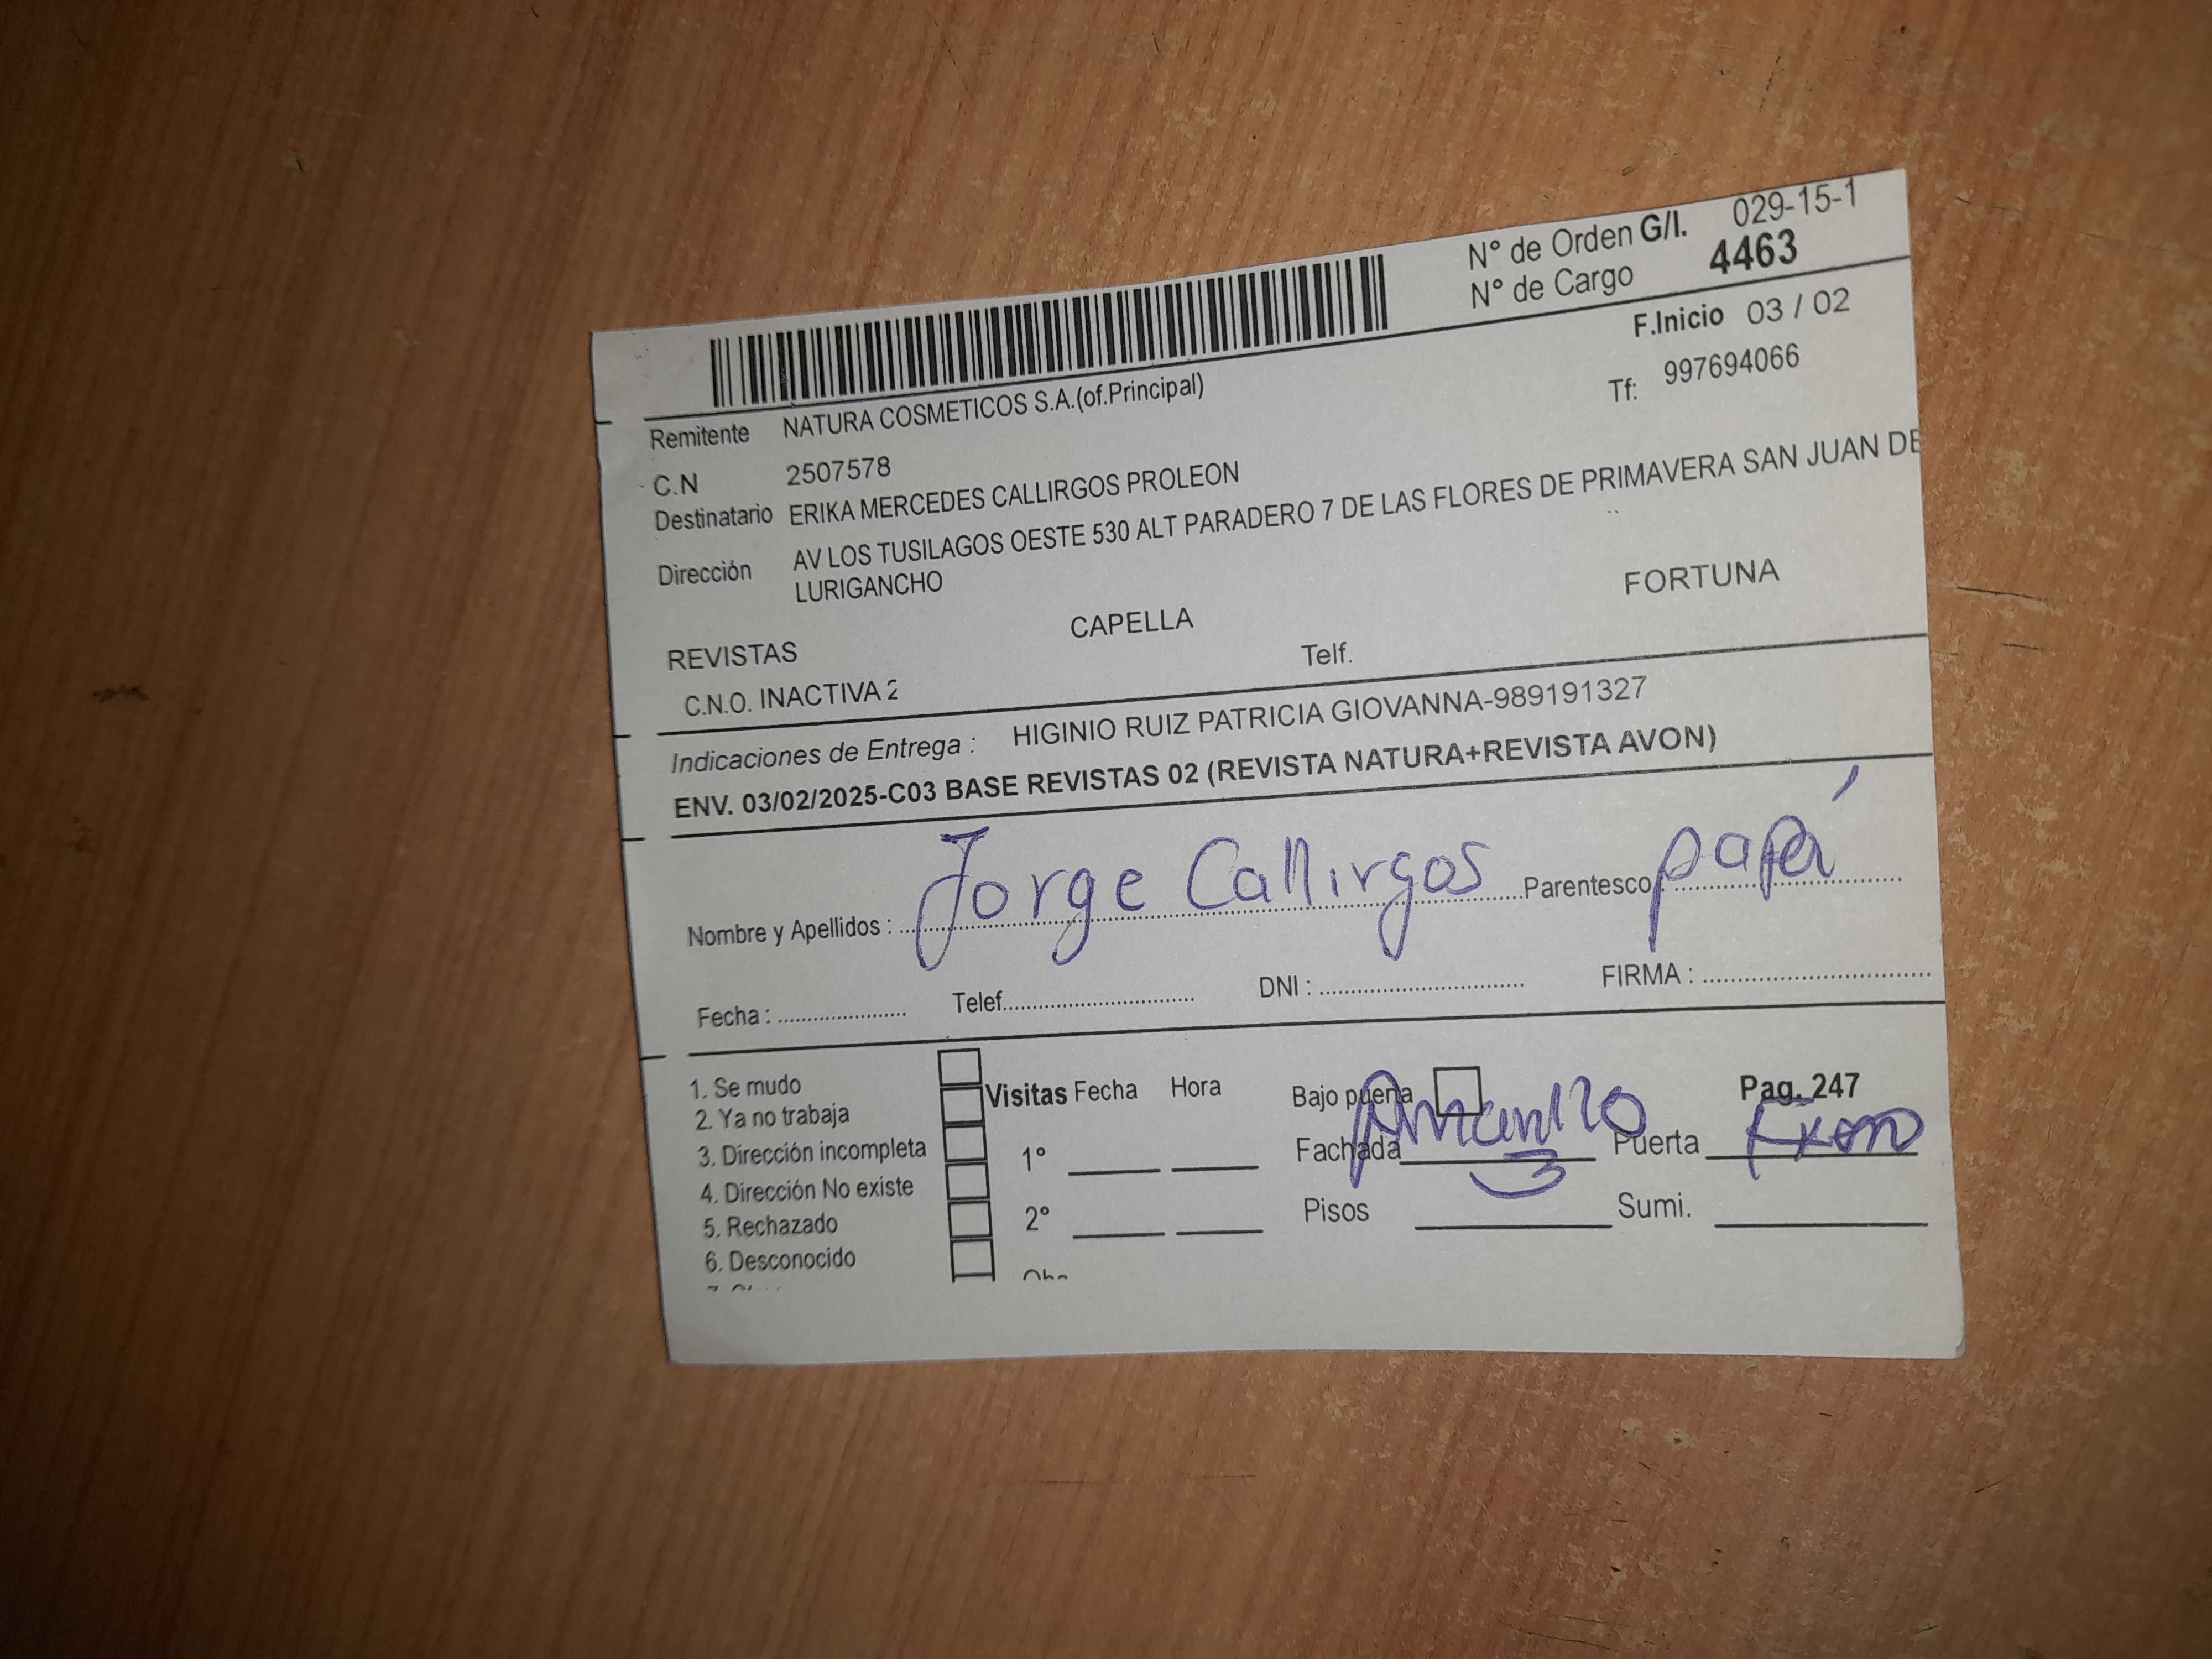 N° de Orden G/I. 029-15-1
N° de Cargo 4463
F.Inicio 03 / 02
Remitente NATURA COSMETICOS S.A.(of.Principal)
Tf: 997694066
C.N 2507578
Destinatario ERIKA MERCEDES CALLIRGOS PROLEON
Dirección AV LOS TUSILAGOS OESTE 530 ALT PARADERO 7 DE LAS FLORES DE PRIMAVERA SAN JUAN DE
LURIGANCHO
REVISTAS CAPELLA FORTUNA
C.N.O. INACTIVA 2 Telf.
Indicaciones de Entrega : HIGINIO RUIZ PATRICIA GIOVANNA-989191327
ENV. 03/02/2025-C03 BASE REVISTAS 02 (REVISTA NATURA+REVISTA AVON)
Nombre y Apellidos : Jorge Callirgos Parentesco : papá
Fecha : Telef. DNI : FIRMA :
1. Se mudo
2. Ya no trabaja
3. Dirección incompleta
4. Dirección No existe
5. Rechazado
6. Desconocido
Visitas Fecha Hora
1°
2°
Bajo puerta Pag. 247
Fachada Amarillo Puerta
3
Pisos Sumi.